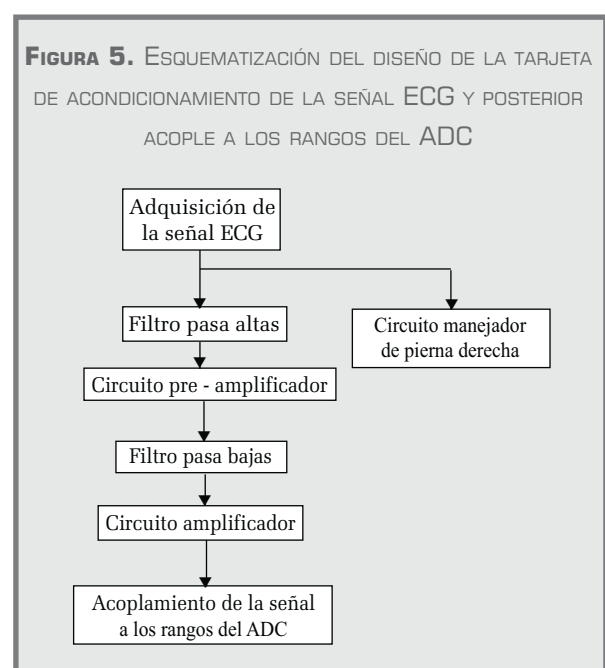 FIGURA 5. ESQUEMATIZACIÓN DEL DISEÑO DE LA TARJETA
DE ACONDICIONAMIENTO DE LA SEÑAL ECG Y POSTERIOR
ACOPLE A LOS RANGOS DEL ADC
Adquisición de
la señal ECG
Filtro pasa altas
Circuito manejador
de pierna derecha
Circuito pre - amplificador
Filtro pasa bajas
Circuito amplificador
Acoplamiento de la señal
a los rangos del ADC